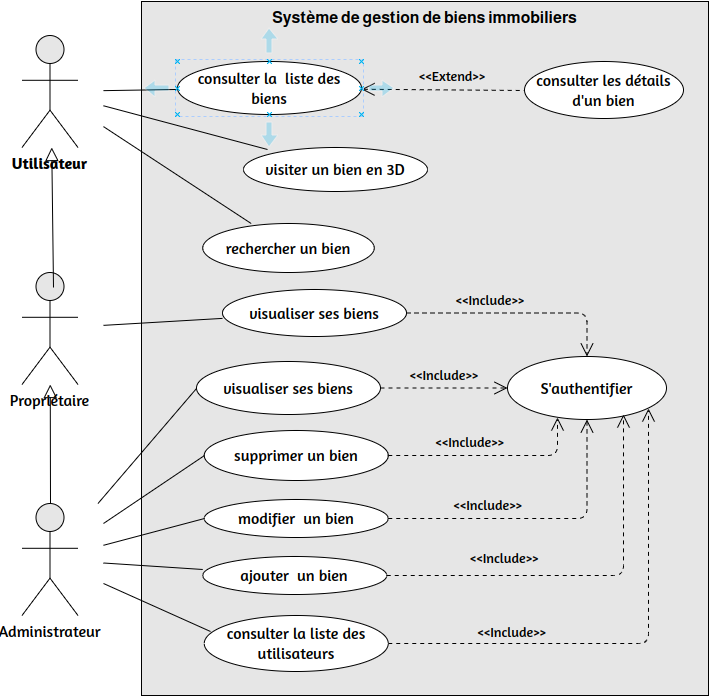 Système de gestion de biens immobiliers
consulter la liste des
biens
<<Extend>>
consulter les détails
d'un bien
Utilisateur
visiter un bien en 3D
rechercher un bien
<<Include>>
visualiser ses biens
Propriétaire
visualiser ses biens
<<Include>>
S'authentifier
supprimer un bien
<<Include>>
modifier un bien
<<Include>>
ajouter un bien
<<Include>>
Administrateur
consulter la liste des
utilisateurs
<<Include>>